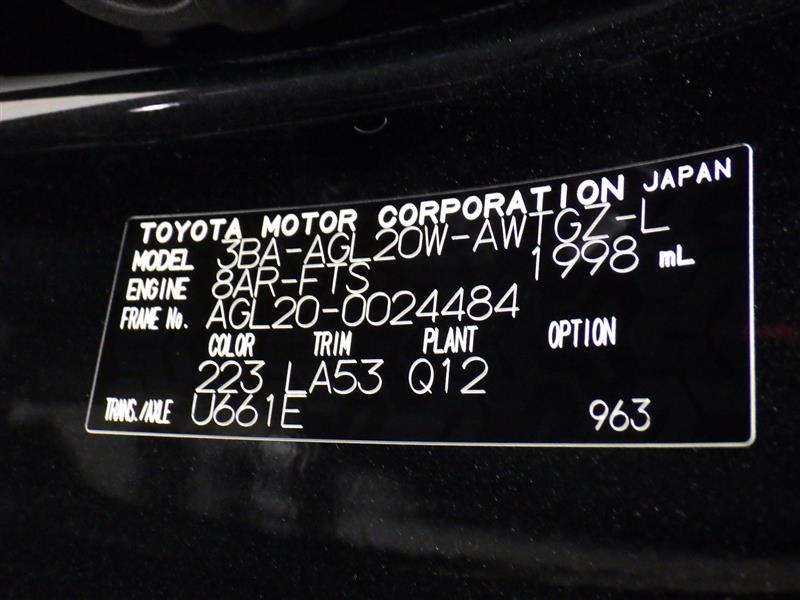 TOYOTA MOTOR CORPORATION JAPAN
MODEL 3BA-AGL20W-AWTGZ-L
ENGINE 8AR-FTS 1998 mL
FRAME No. AGL20-0024484
COLOR TRIM PLANT OPTION
223 LA53 Q12
TRANS./AXLE U661E 963